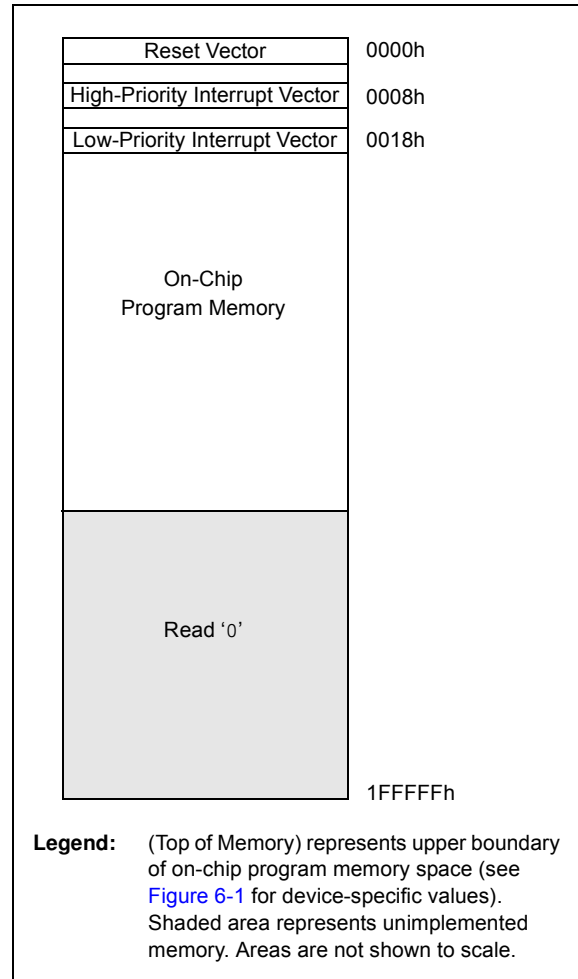 Reset Vector 0000h
High-Priority Interrupt Vector 0008h
Low-Priority Interrupt Vector 0018h
On-Chip
Program Memory
Read ‘0’
1FFFFFh
Legend: (Top of Memory) represents upper boundary
of on-chip program memory space (see
Figure 6-1 for device-specific values).
Shaded area represents unimplemented
memory. Areas are not shown to scale.